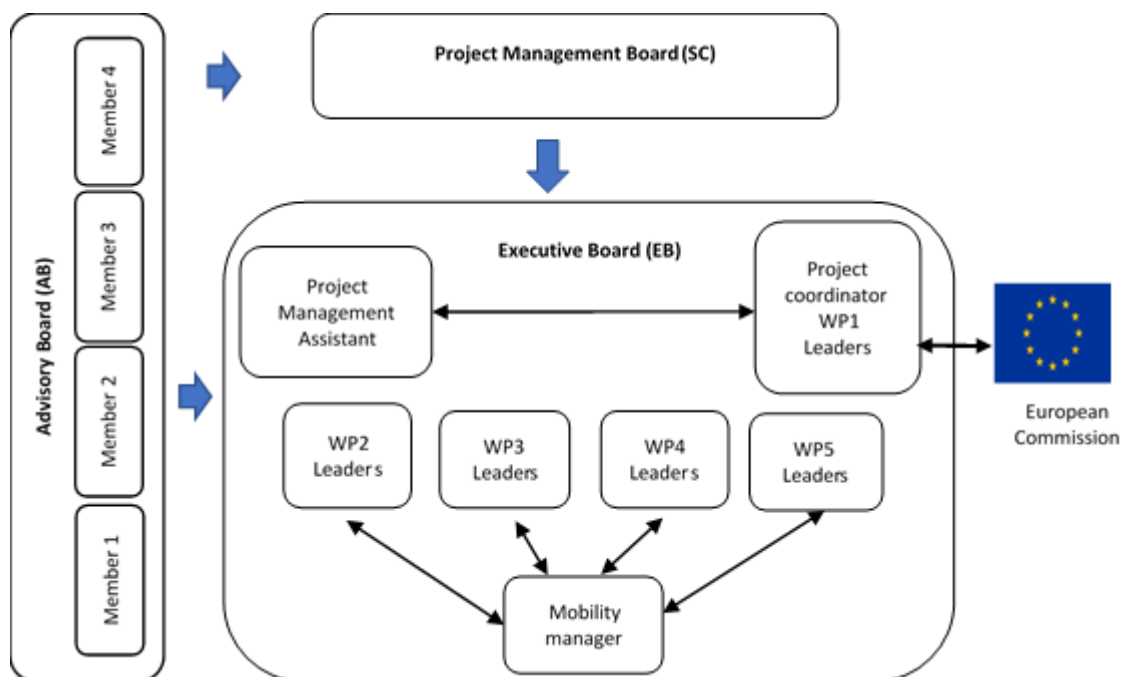 Advisory Board (AB)
Member 4
Member 3
Member 2
Member 1
Project Management Board (SC)
Executive Board (EB)
Project
Management
Assistant
Project
coordinator
WP1
Leaders
European
Commission
WP2
Leaders
WP3
Leaders
WP4
Leaders
WP5
Leaders
Mobility
manager